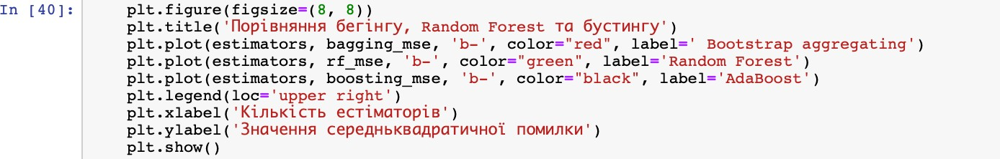 In [40]: plt.figure(figsize=(8, 8))
plt.title('Порівняння бегінгу, Random Forest та бустингу')
plt.plot(estimators, bagging_mse, 'b-', color="red", label=' Bootstrap aggregating')
plt.plot(estimators, rf_mse, 'b-', color="green", label='Random Forest')
plt.plot(estimators, boosting_mse, 'b-', color="black", label='AdaBoost')
plt.legend(loc='upper right')
plt.xlabel('Кількість естіматорів')
plt.ylabel('Значення середньквадратичної помилки')
plt.show()